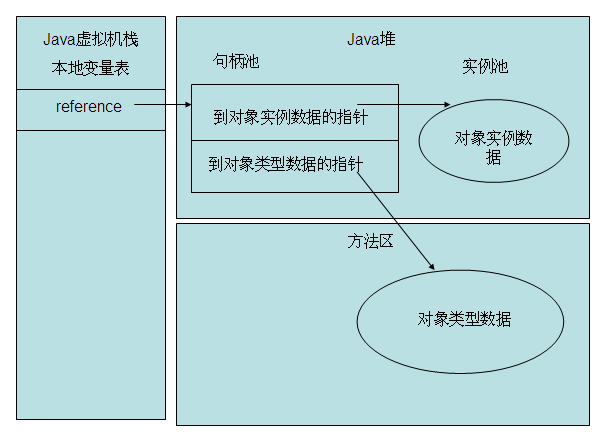 Java虚拟机栈
本地变量表
reference
Java堆
句柄池
实例池
到对象实例数据的指针
到对象类型数据的指针
对象实例数
据
方法区
对象类型数据